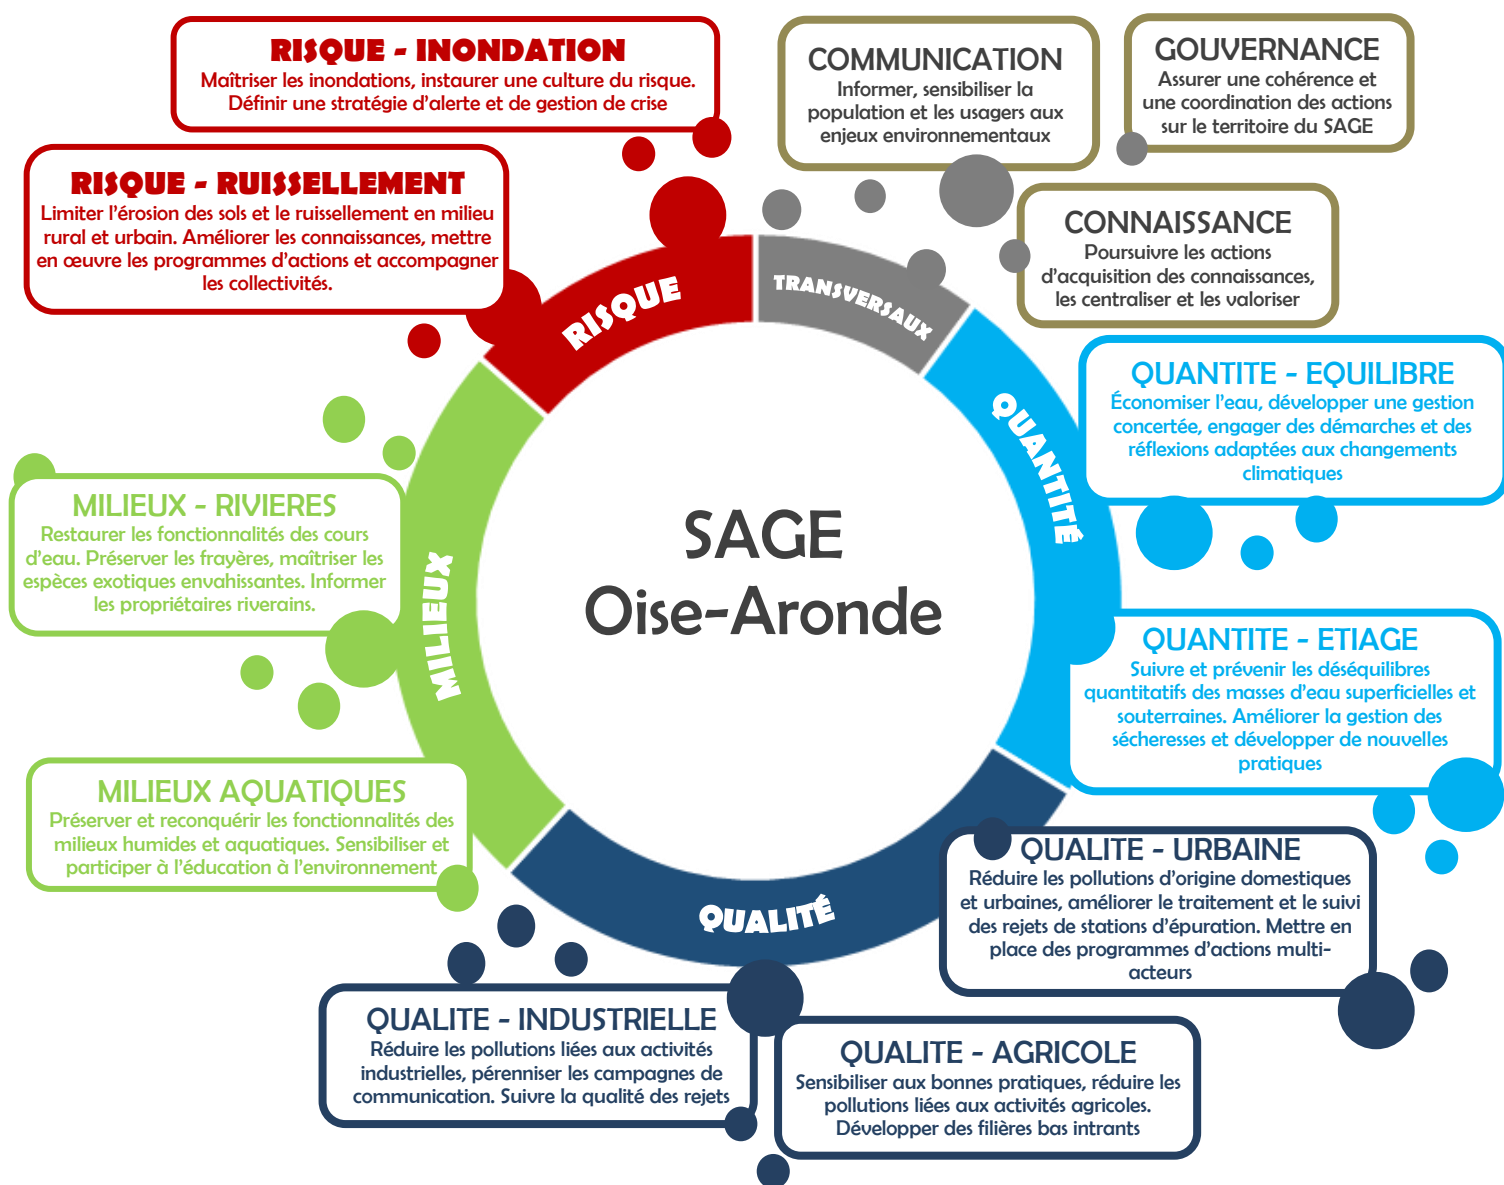 RISQUE - INONDATION
Maîtriser les inondations, instaurer une culture du risque.
Définir une stratégie d'alerte et de gestion de crise
COMMUNICATION
Informer, sensibiliser la
population et les usagers aux
enjeux environnementaux
GOUVERNANCE
Assurer une cohérence et
une coordination des actions
sur le territoire du SAGE
RISQUE - RUISSELLEMENT
Limiter l'érosion des sols et le ruissellement en milieu
rural et urbain. Améliorer les connaissances, mettre
en œuvre les programmes d'actions et accompagner
les collectivités.
CONNAISSANCE
Poursuivre les actions
d'acquisition des connaissances,
les centraliser et les valoriser
RISQUE
TRANSVERSAUX
QUANTITÉ
QUANTITE - EQUILIBRE
Économiser l'eau, développer une gestion
concertée, engager des démarches et des
réflexions adaptées aux changements
climatiques
MILIEUX - RIVIERES
Restaurer les fonctionnalités des cours
d'eau. Préserver les frayères, maîtriser les
espèces exotiques envahissantes. Informer
les propriétaires riverains.
SAGE
Oise-Aronde
MILIEUX
QUANTITE - ETIAGE
Suivre et prévenir les déséquilibres
quantitatifs des masses d'eau superficielles et
souterraines. Améliorer la gestion des
sécheresses et développer de nouvelles
pratiques
MILIEUX AQUATIQUES
Préserver et reconquérir les fonctionnalités des
milieux humides et aquatiques. Sensibiliser et
participer à l'éducation à l'environnement
QUALITÉ
QUALITE - URBAINE
Réduire les pollutions d'origine domestiques
et urbaines, améliorer le traitement et le suivi
des rejets de stations d'épuration. Mettre en
place des programmes d'actions multi-
acteurs
QUALITE - INDUSTRIELLE
Réduire les pollutions liées aux activités
industrielles, pérenniser les campagnes de
communication. Suivre la qualité des rejets
QUALITE - AGRICOLE
Sensibiliser aux bonnes pratiques, réduire les
pollutions liées aux activités agricoles.
Développer des filières bas intrants